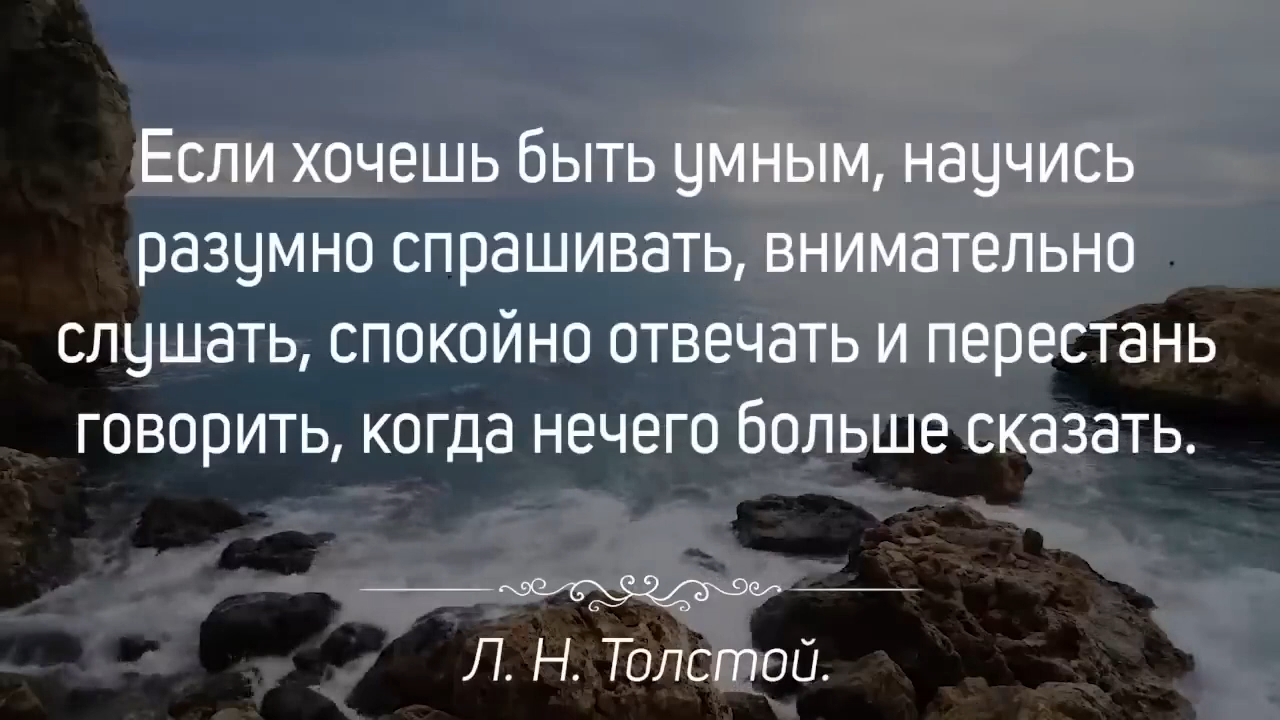 Если хочешь быть умным, научись
разумно спрашивать, внимательно
слушать, спокойно отвечать и перестань
говорить, когда нечего больше сказать.
Л. Н. Толстой.